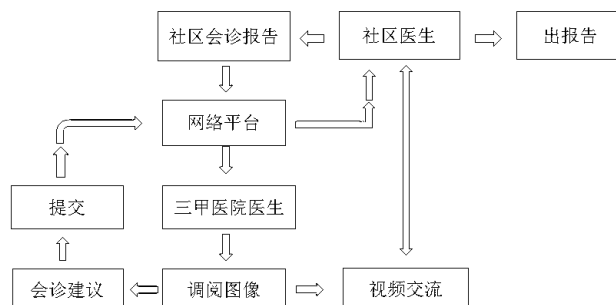 社区会诊报告
社区医生
出报告
网络平台
提交
三甲医院医生
会诊建议
调阅图像
视频交流